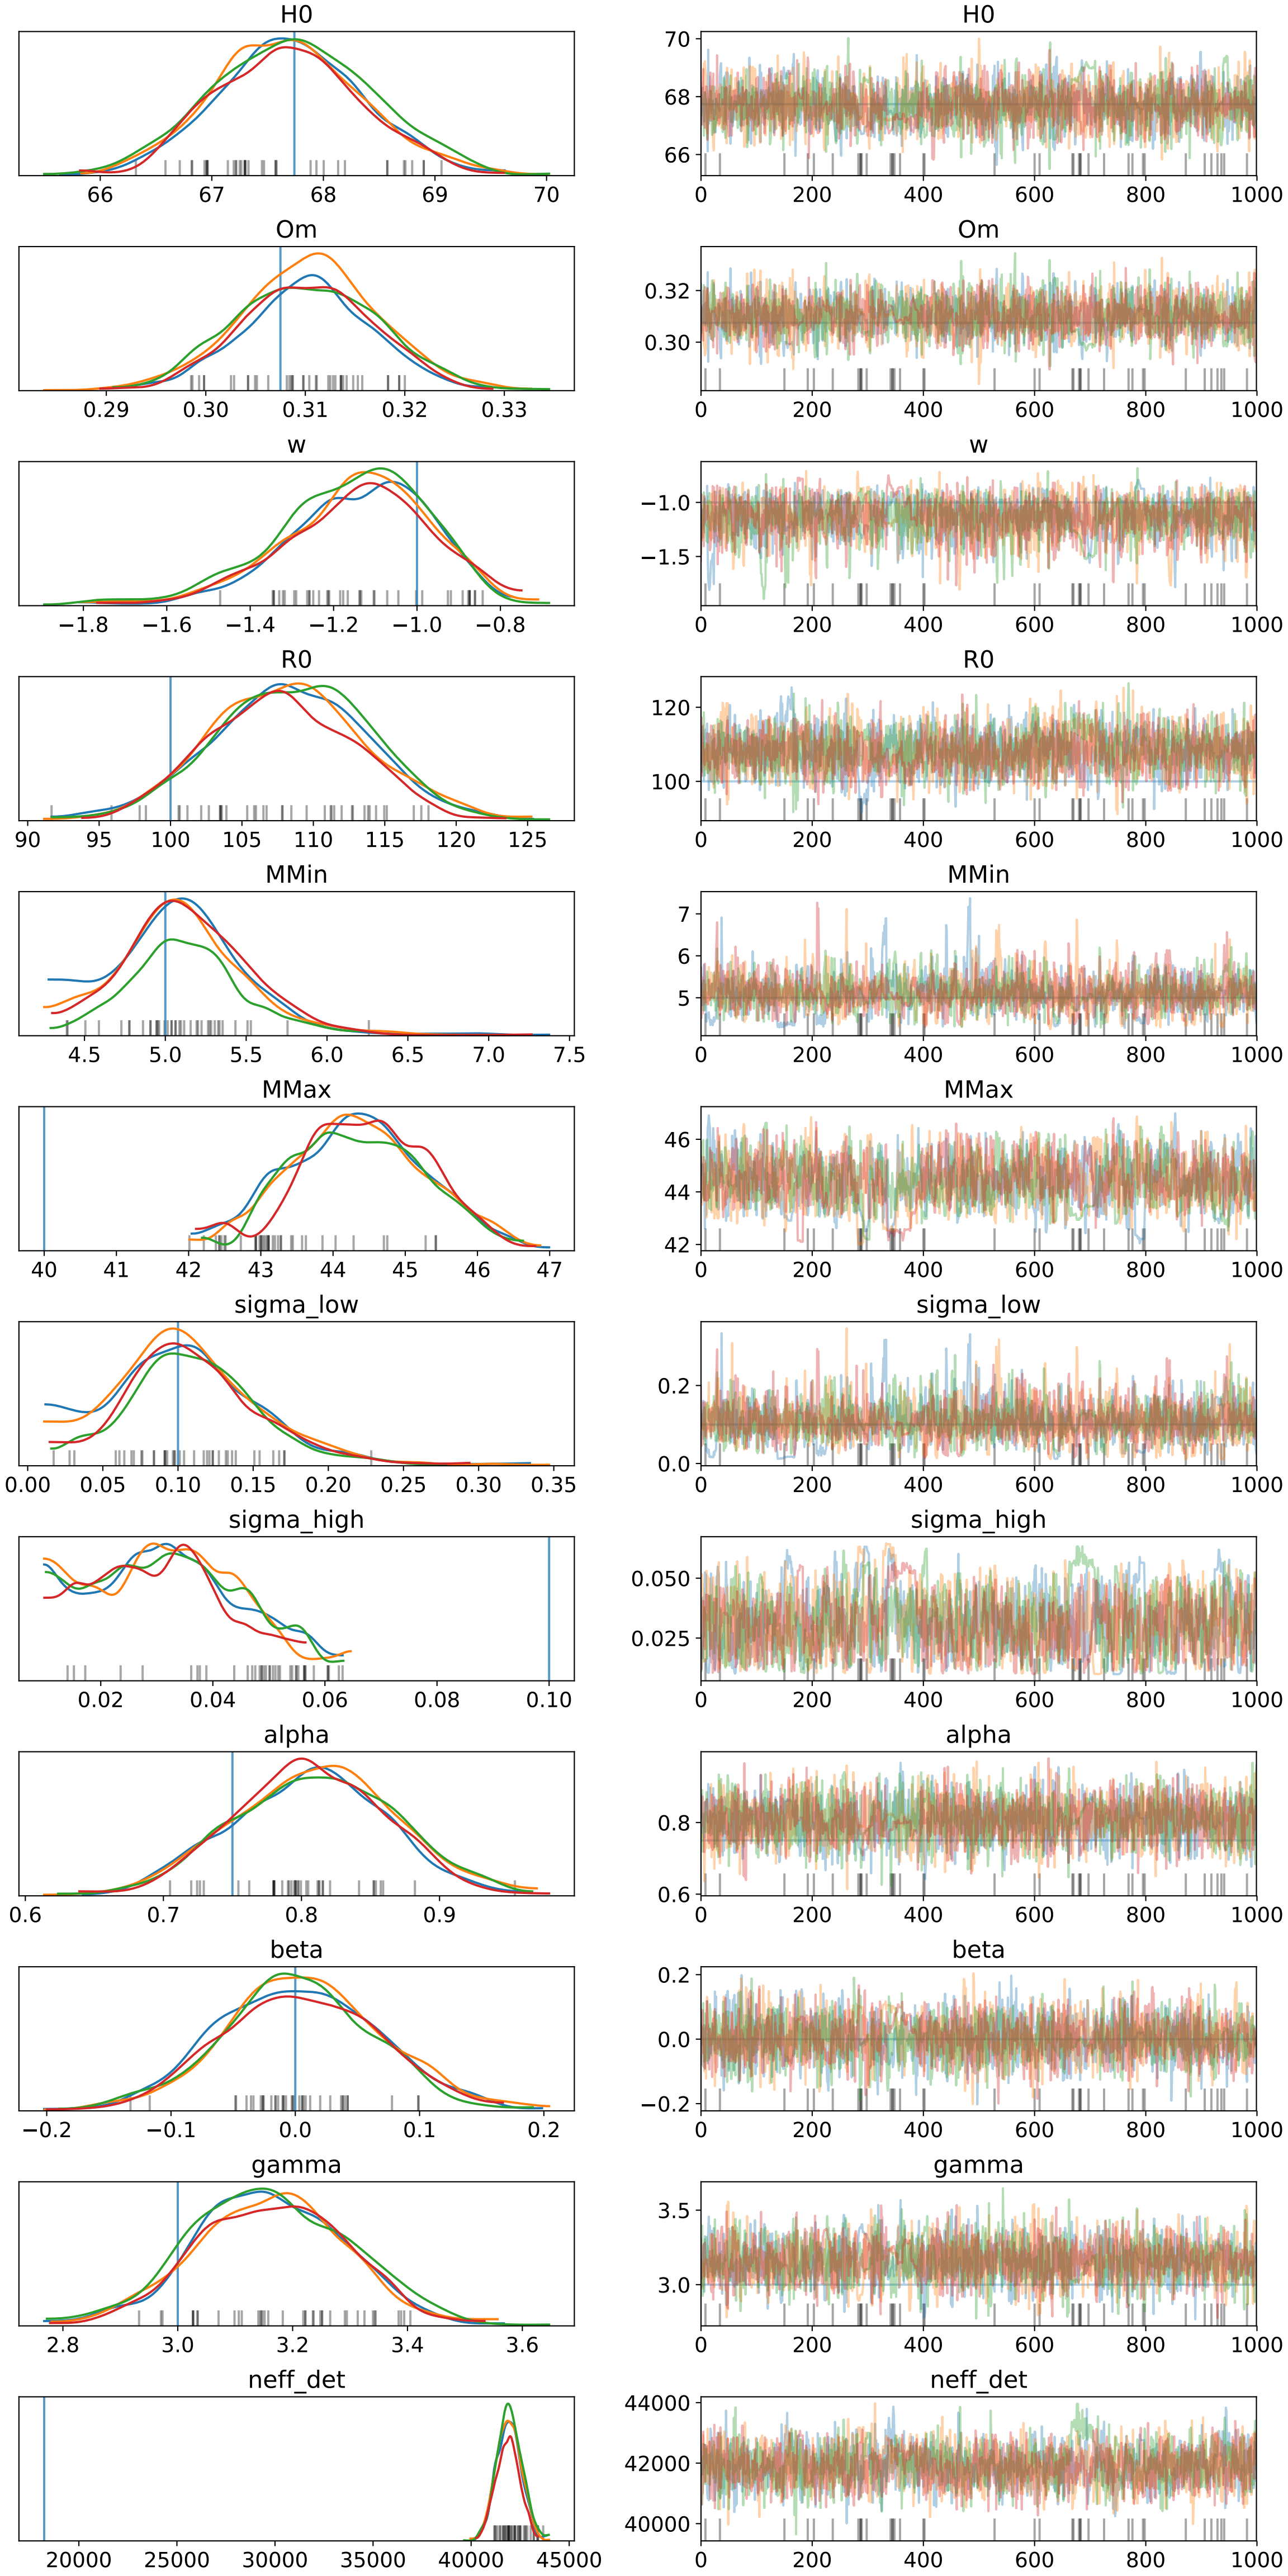 H0 H0
70
68
66
66 67 68 69 70 0 200 400 600 800 1000
Om Om
0.32
0.30
0.29 0.30 0.31 0.32 0.33 0 200 400 600 800 1000
w w
−1.0
−1.5
−1.8 −1.6 −1.4 −1.2 −1.0 −0.8 0 200 400 600 800 1000
R0 R0
120
100
90 95 100 105 110 115 120 125 0 200 400 600 800 1000
MMin MMin
7
6
5
4.5 5.0 5.5 6.0 6.5 7.0 7.5 0 200 400 600 800 1000
MMax MMax
46
44
42
40 41 42 43 44 45 46 47 0 200 400 600 800 1000
sigma_low sigma_low
0.2
0.0
0.00 0.05 0.10 0.15 0.20 0.25 0.30 0.35 0 200 400 600 800 1000
sigma_high sigma_high
0.050
0.025
0.02 0.04 0.06 0.08 0.10 0 200 400 600 800 1000
alpha alpha
0.8
0.6
0.6 0.7 0.8 0.9 0 200 400 600 800 1000
beta beta
0.2
0.0
−0.2
−0.2 −0.1 0.0 0.1 0.2 0 200 400 600 800 1000
gamma gamma
3.5
3.0
2.8 3.0 3.2 3.4 3.6 0 200 400 600 800 1000
neff_det neff_det
44000
42000
40000
20000 25000 30000 35000 40000 45000 0 200 400 600 800 1000